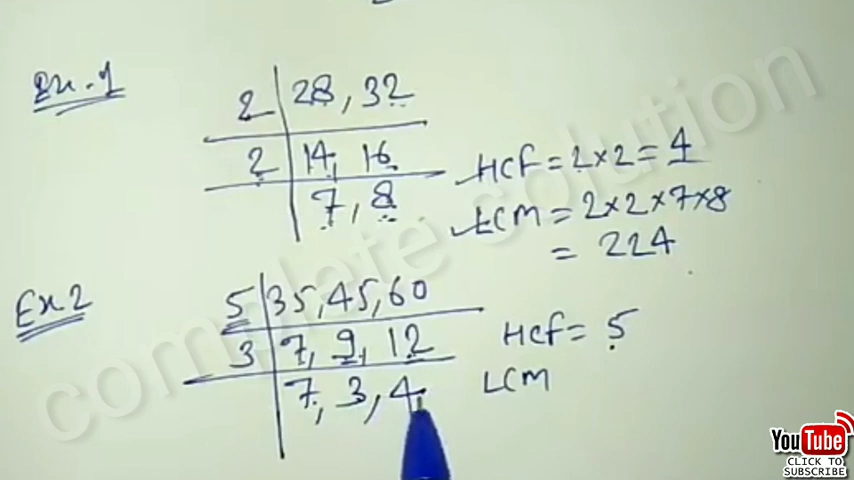 Ex.1
2 | 28, 32
2 | 14, 16
7, 8
HCF = 2×2 = 4
LCM = 2×2×7×8
= 224
Ex2
5 | 35, 45, 60
3 | 7, 9, 12
7, 3, 4
HCF = 5
LCM
complate solution
YouTube
CLICK TO
SUBSCRIBE